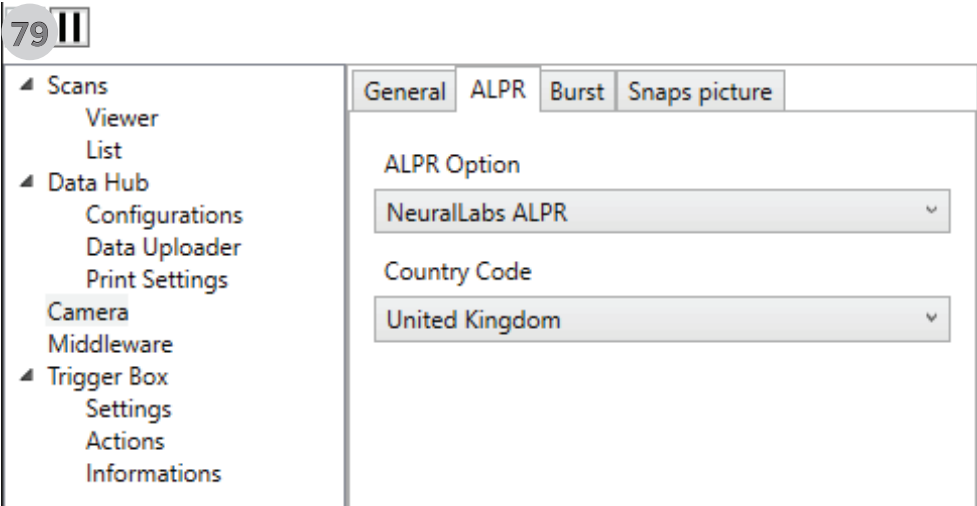 79
Scans
Viewer
List
Data Hub
Configurations
Data Uploader
Print Settings
Camera
Middleware
Trigger Box
Settings
Actions
Informations
General ALPR Burst Snaps picture
ALPR Option
NeuralLabs ALPR
Country Code
United Kingdom